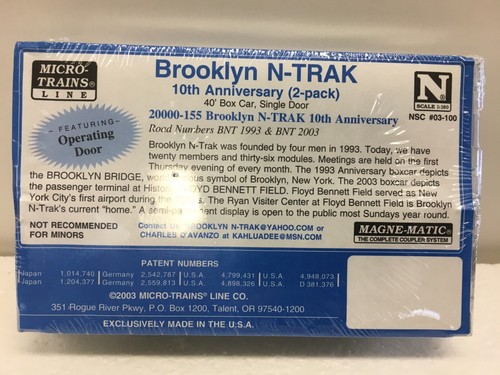 MICRO-
TRAINS®
LINE
Brooklyn N-TRAK
10th Anniversary (2-pack)
40' Box Car, Single Door
20000-155 Brooklyn N-TRAK 10th Anniversary
Road Numbers BNT 1993 & BNT 2003
N
SCALE 1:160
NSC #03-100
- FEATURING -
Operating
Door
Brooklyn N-Trak was founded by four men in 1993. Today, we have
twenty members and thirty-six modules. Meetings are held on the first
Thursday evening of every month. The 1993 Anniversary boxcar depicts
the BROOKLYN BRIDGE, symbol of Brooklyn, New York. The 2003 boxcar depicts
the passenger terminal at FLOYD BENNETT FIELD. Floyd Bennett Field served as New
York City's first airport during the The Ryan Visiter Center at Floyd Bennett Field is Brooklyn
N-Trak's current "home." A display is open to the public most Sundays year round.
NOT RECOMMENDED
FOR MINORS
Contact us: BROOKLYN N-TRAK@YAHOO.COM or
CHARLES D'AVANZO at KAHLUADEE@MSN.COM
MAGNE-MATIC®
THE COMPLETE COUPLER SYSTEM
PATENT NUMBERS
Japan 1,014,740 Germany 2,542,787 U.S.A. 4,799,431 U.S.A. 4,948,073
Japan 1,204,377 Germany 2,559,813 U.S.A. 4,898,326 U.S.A. D 381,376
©2003 MICRO-TRAINS® LINE CO.
351 Rogue River Pkwy, P.O. Box 1200, Talent, OR 97540-1200
EXCLUSIVELY MADE IN THE U.S.A.